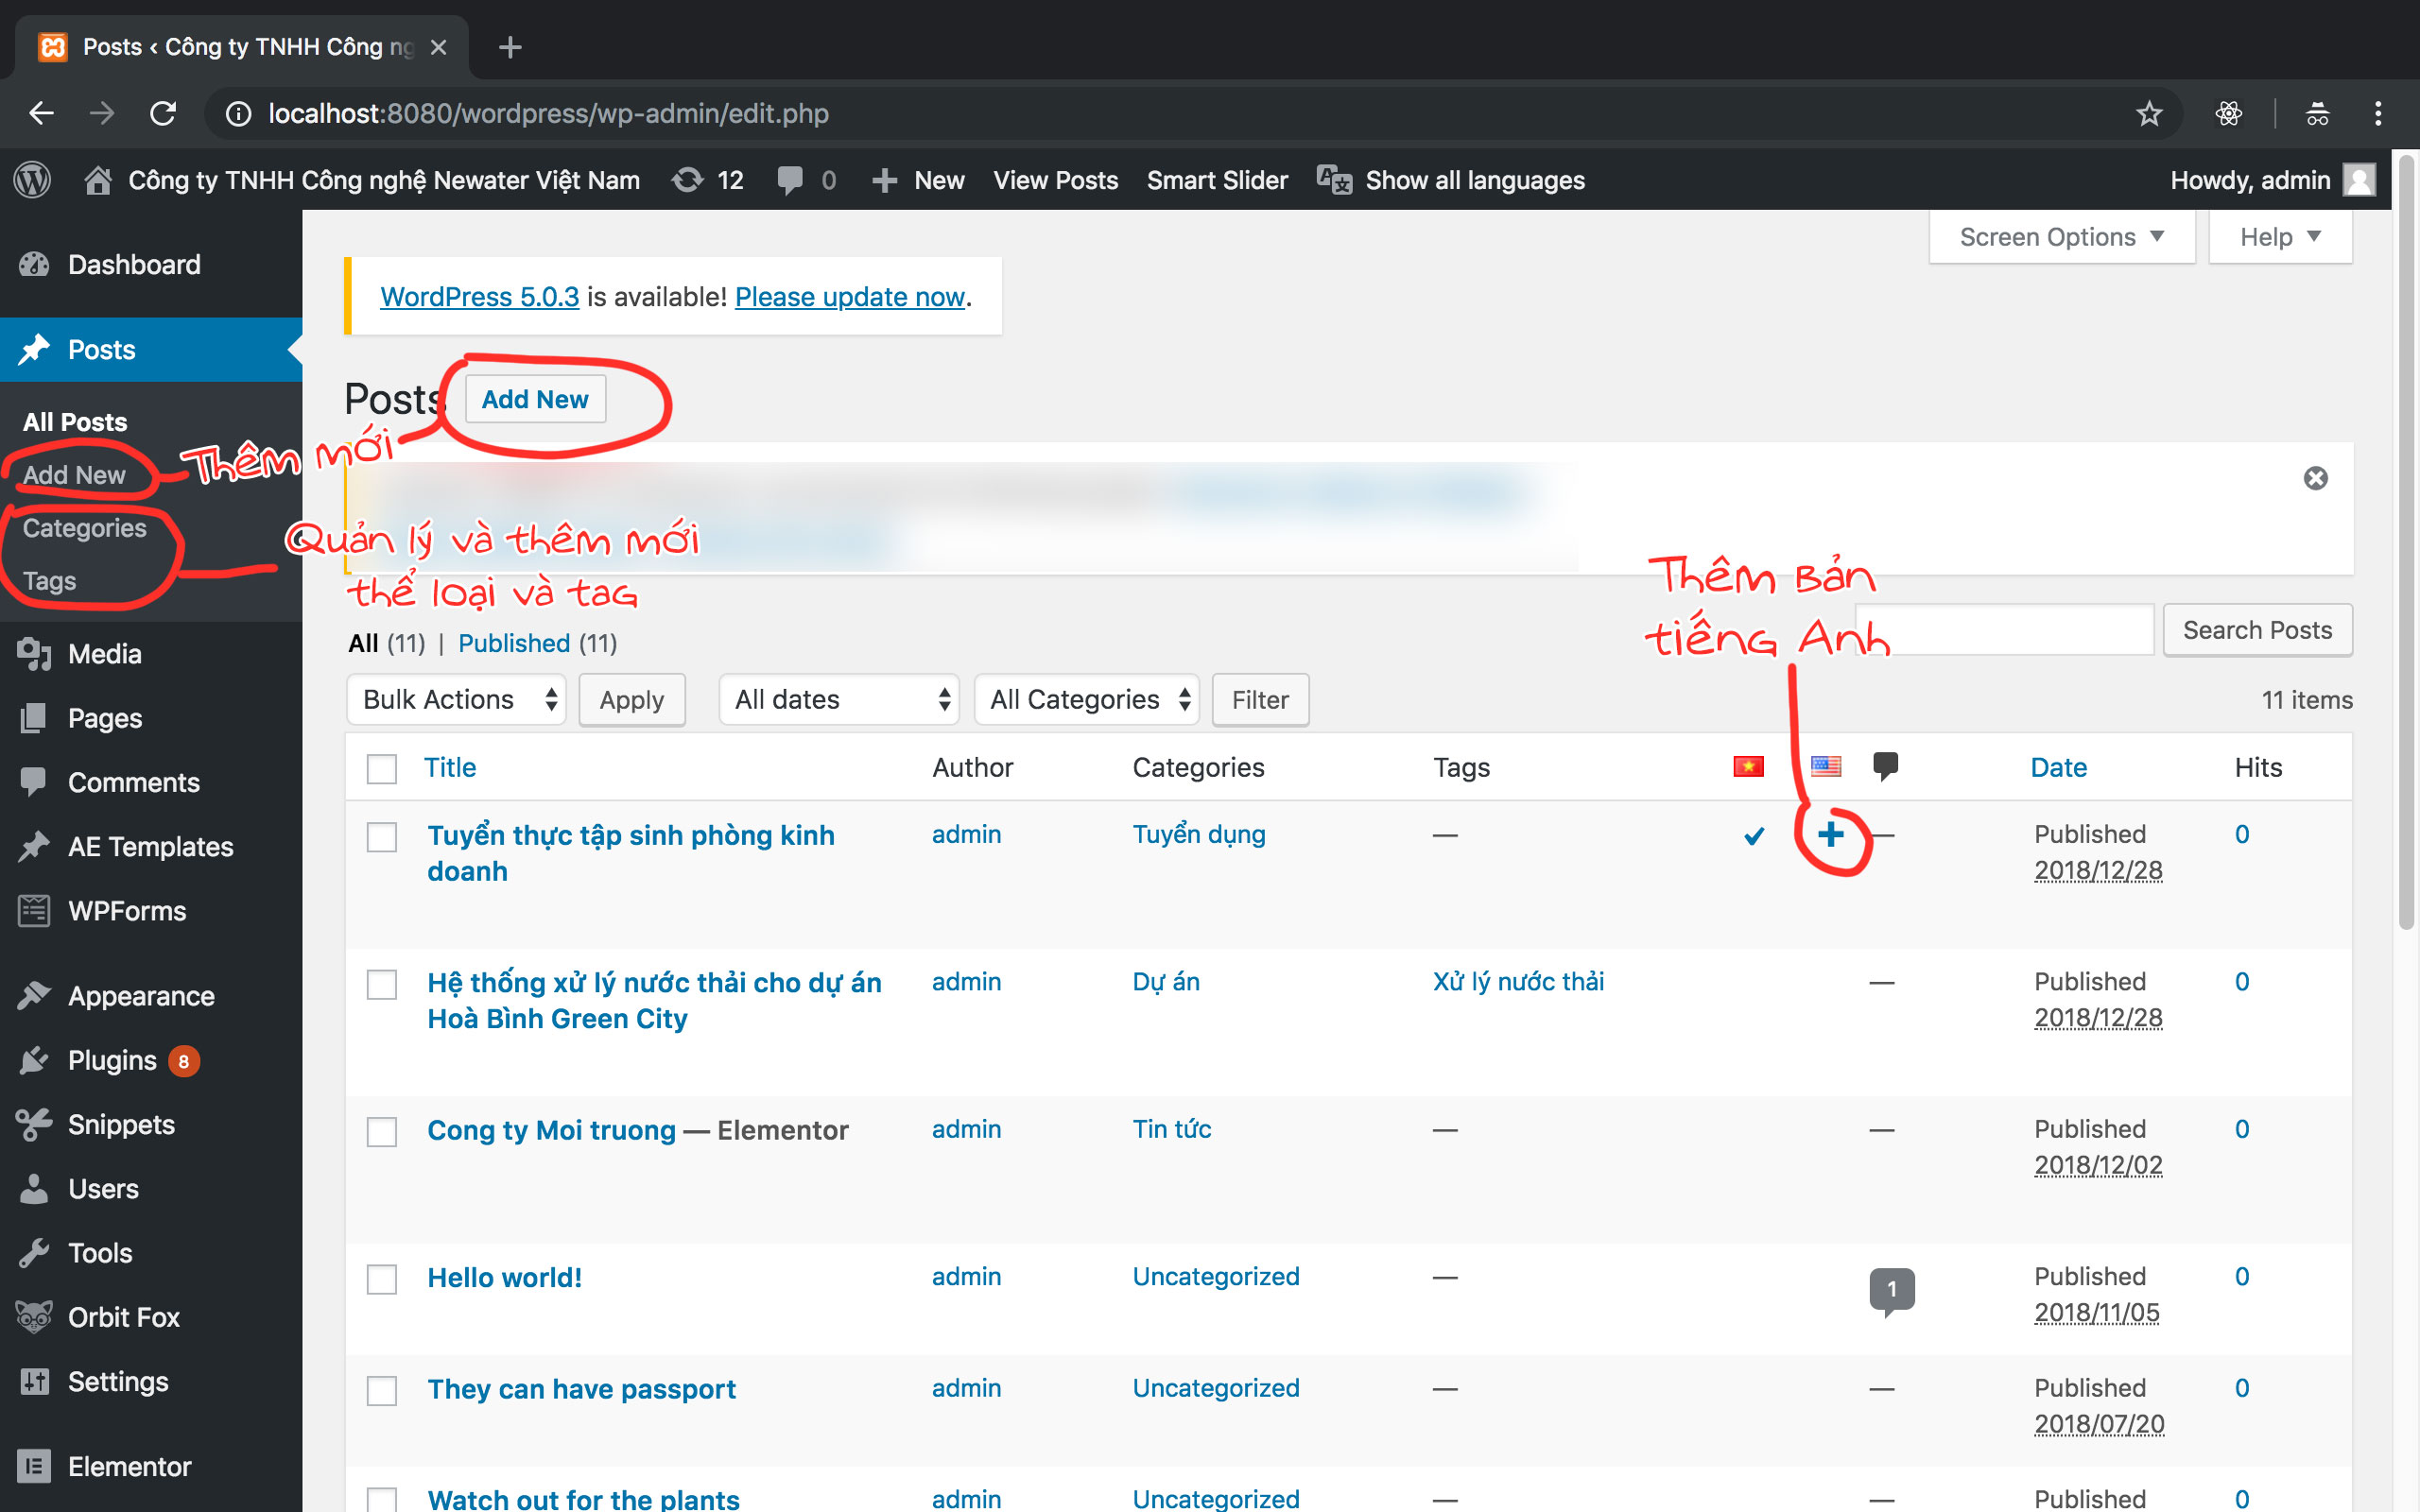 Posts ‹ Công ty TNHH Công ng
localhost:8080/wordpress/wp-admin/edit.php
Công ty TNHH Công nghệ Newater Việt Nam 12 0 New View Posts Smart Slider Show all languages Howdy, admin
Screen Options Help
Dashboard
Posts
All Posts
Add New
Categories
Tags
Media
Pages
Comments
AE Templates
WPForms
Appearance
Plugins 8
Snippets
Users
Tools
Orbit Fox
Settings
Elementor
WordPress 5.0.3 is available! Please update now.
Posts Add New
Thêm mới
Quản lý và thêm mới
thể loại và tag
Thêm Bản
tiếng Anh
All (11) | Published (11)
Search Posts
Bulk Actions Apply All dates All Categories Filter 11 items
Title Author Categories Tags Date Hits
Tuyển thực tập sinh phòng kinh admin Tuyển dụng — — Published 0
doanh 2018/12/28
Hệ thống xử lý nước thải cho dự án admin Dự án Xử lý nước thải — Published 0
Hoà Bình Green City 2018/12/28
Cong ty Moi truong — Elementor admin Tin tức — — Published 0
2018/12/02
Hello world! admin Uncategorized — 1 Published 0
2018/11/05
They can have passport admin Uncategorized — — Published 0
2018/07/20
Watch out for the plants admin Uncategorized — — Published 0